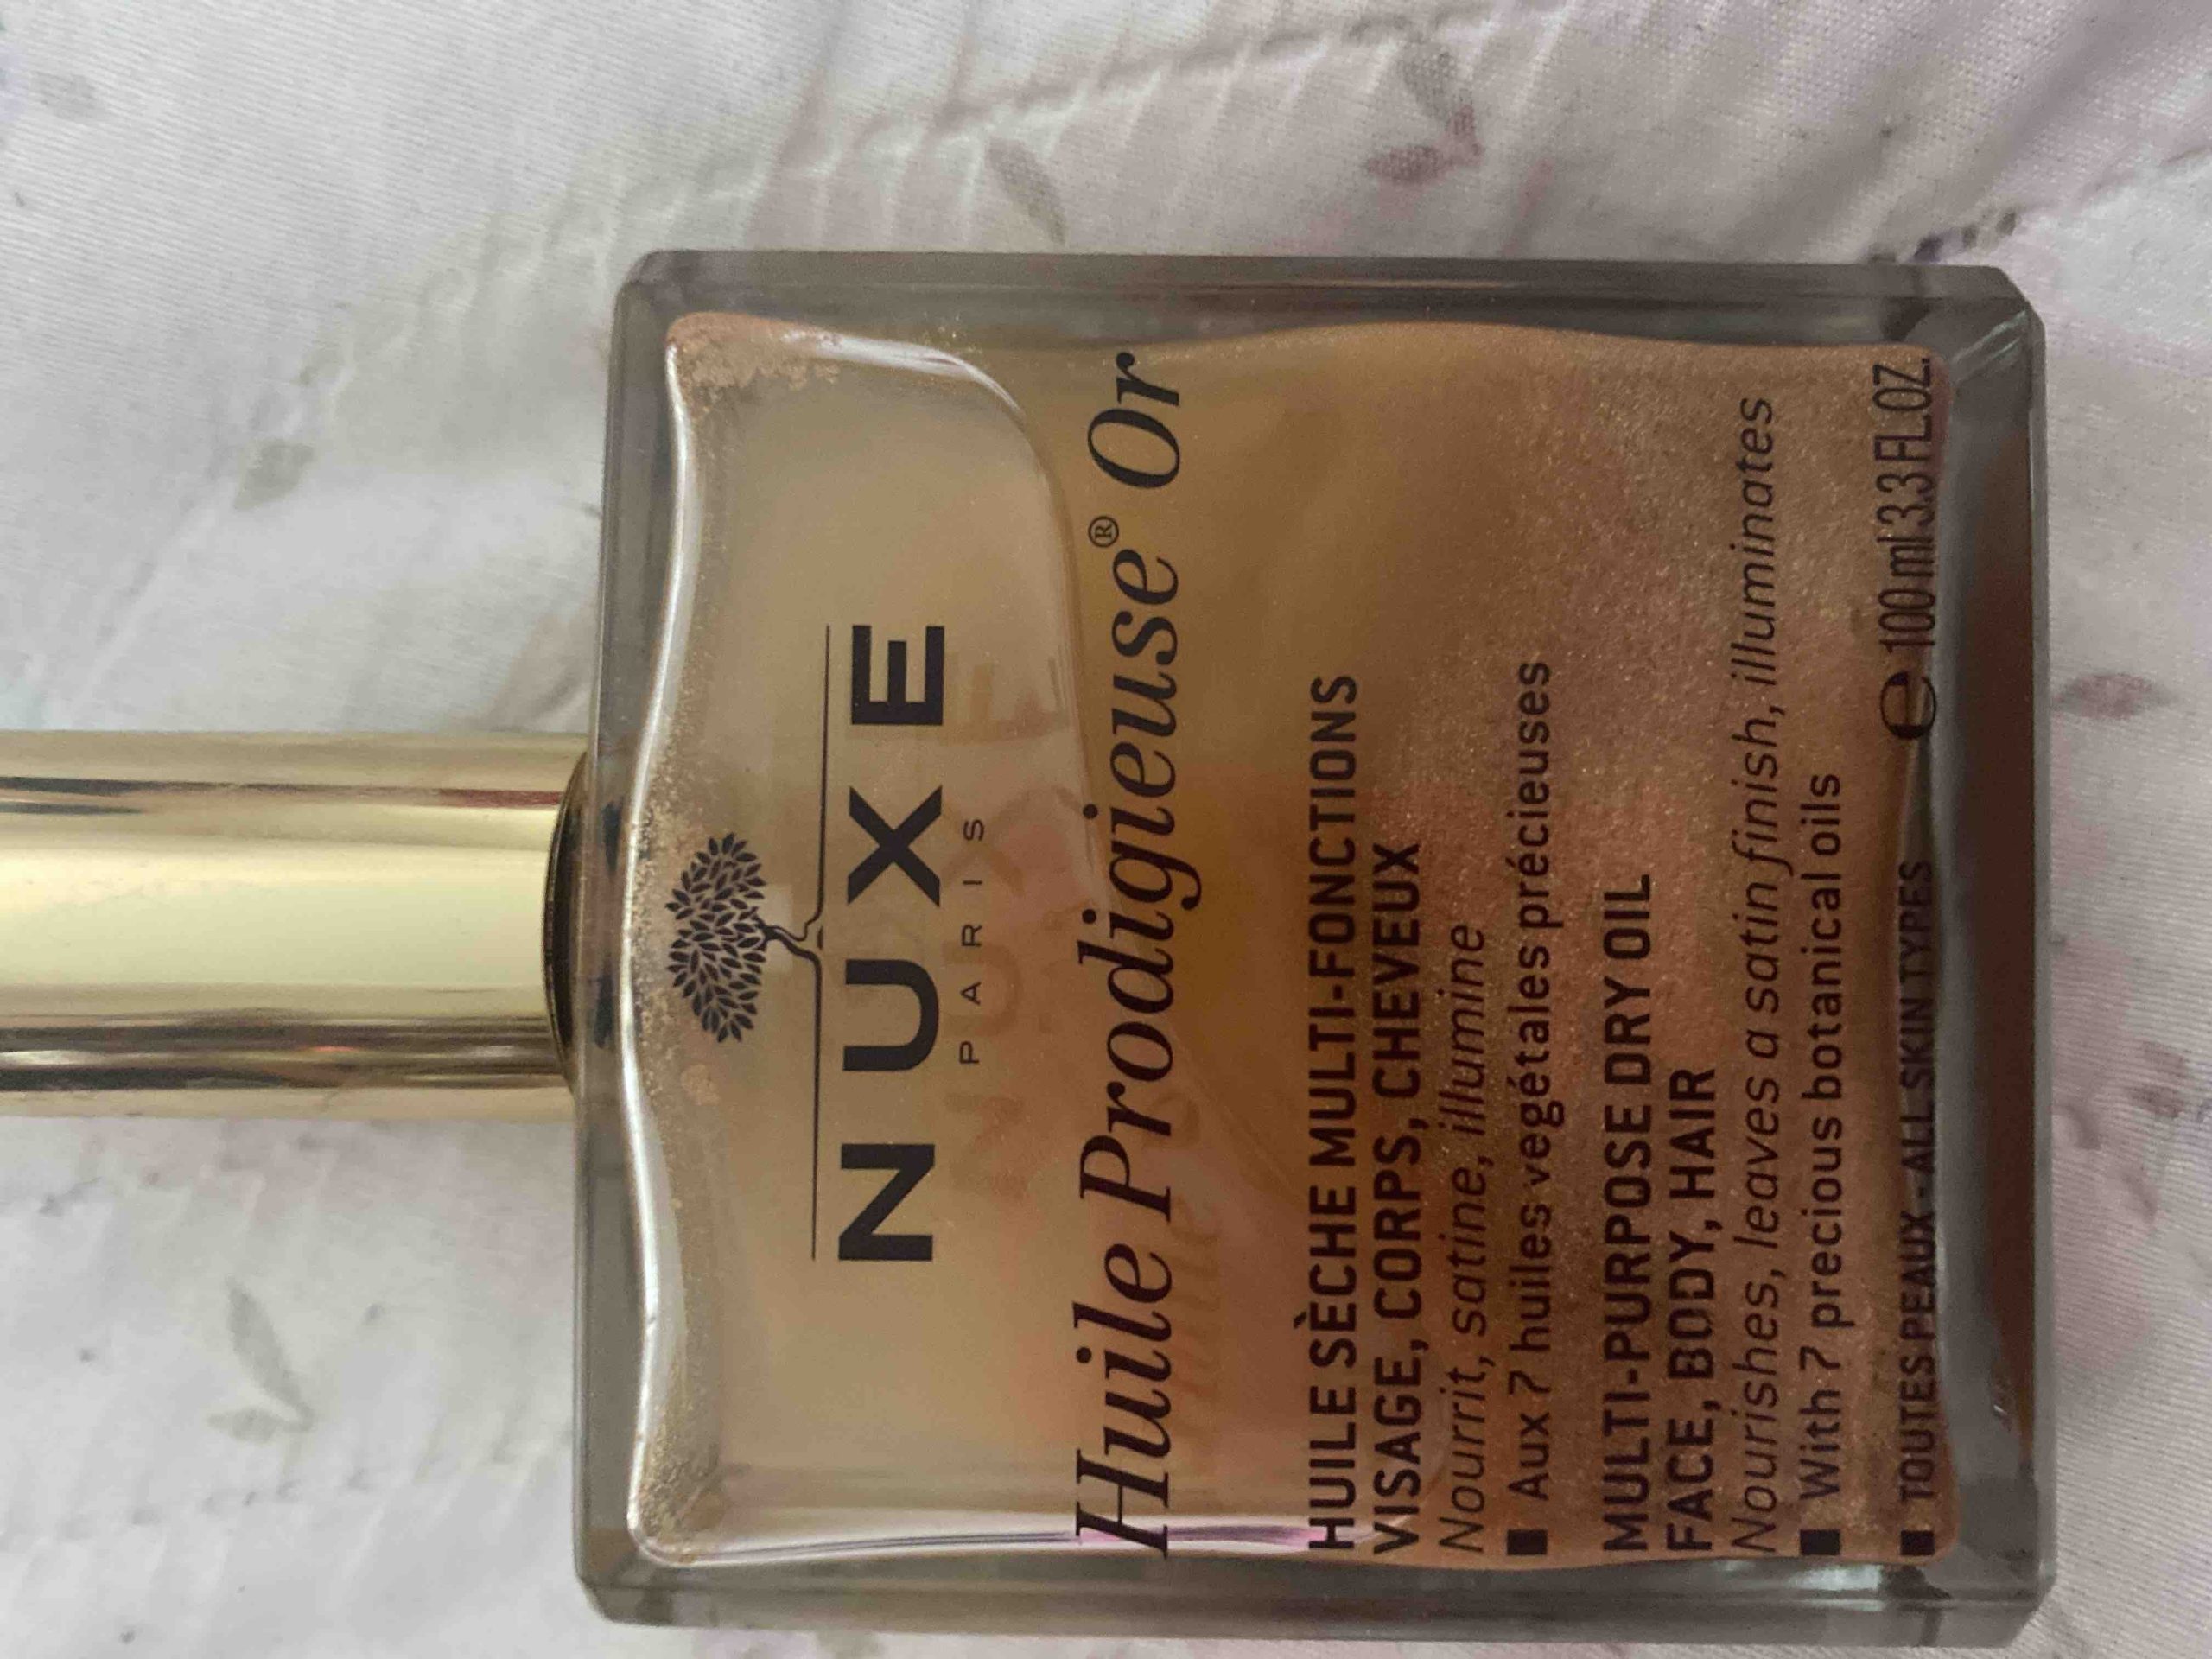 NUXE
PARIS
Huile Prodigieuse® Or
HUILE SÈCHE MULTI-FONCTIONS
VISAGE, CORPS, CHEVEUX
Nourrit, satine, illumine
■ Aux 7 huiles végétales précieuses
MULTI-PURPOSE DRY OIL
FACE, BODY, HAIR
Nourishes, leaves a satin finish, illuminates
■ With 7 precious botanical oils
■ TOUTES PEAUX - ALL SKIN TYPES ℮ 100 ml 3.3 FL.OZ.